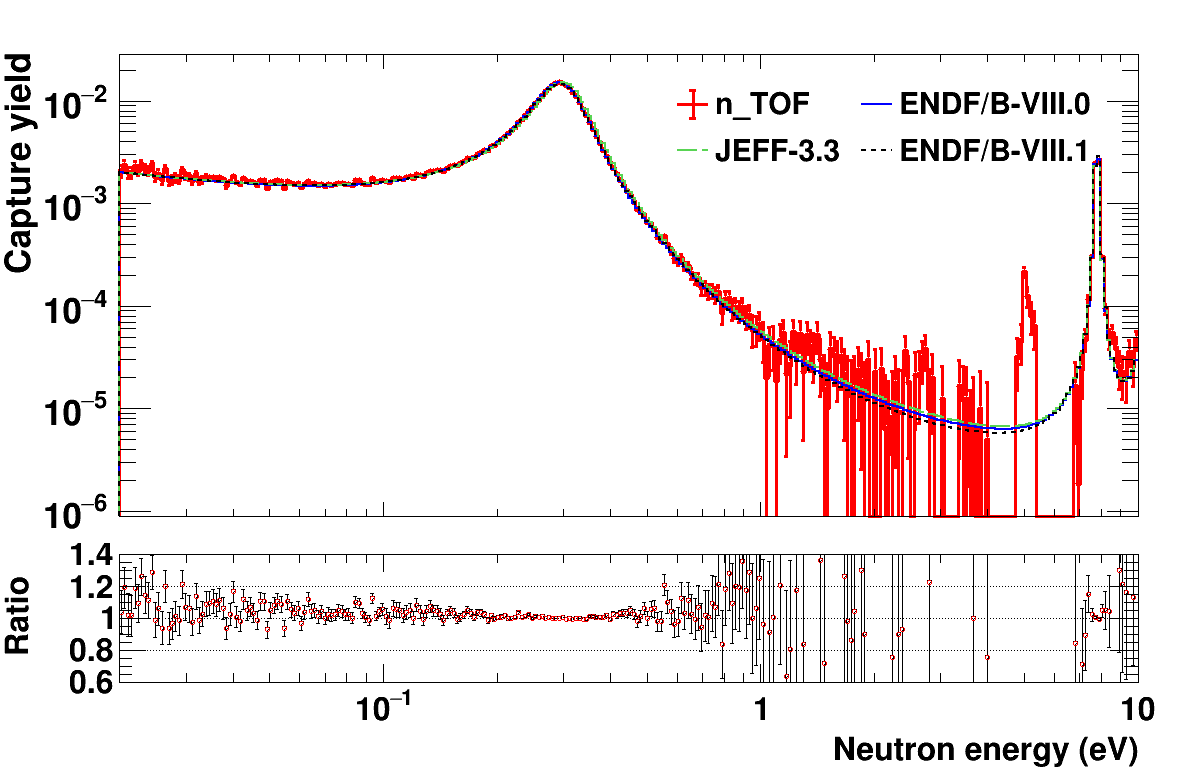 Capture yield
10⁻²
10⁻³
10⁻⁴
10⁻⁵
10⁻⁶
n_TOF
ENDF/B-VIII.0
JEFF-3.3
ENDF/B-VIII.1
Ratio
1.4
1.2
1
0.8
0.6
10⁻¹
1
10
Neutron energy (eV)